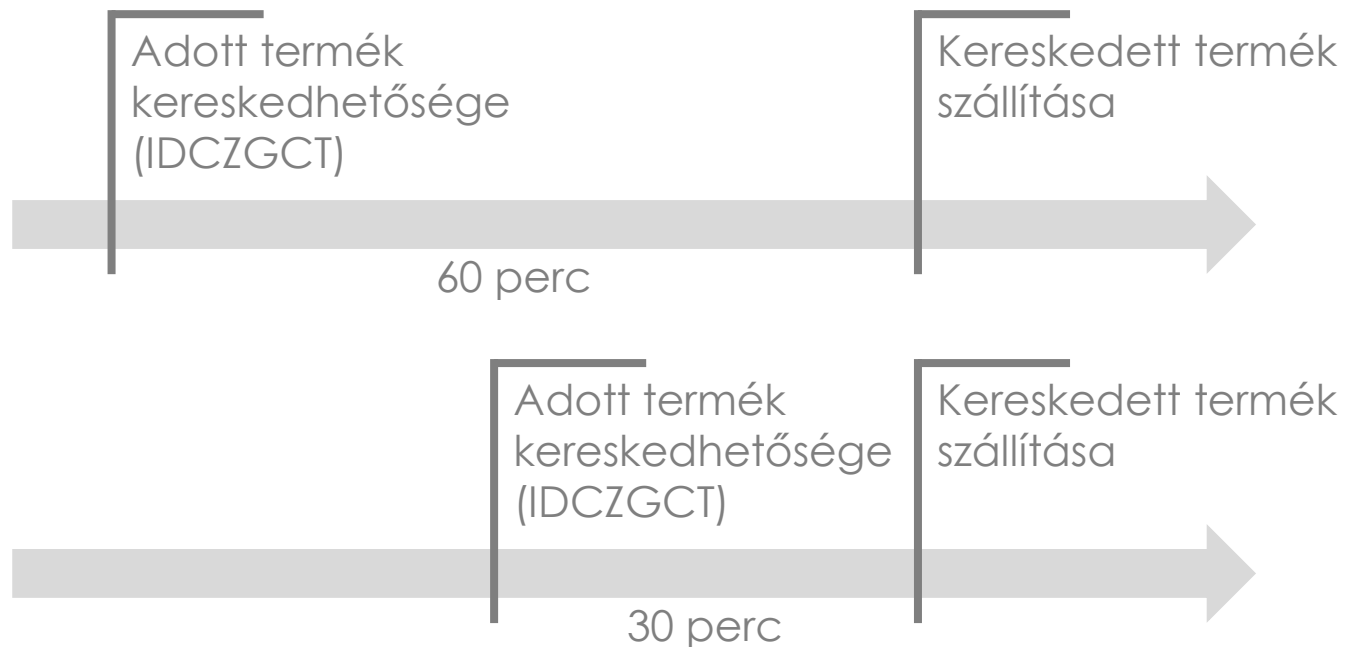 Adott termék
kereskedhetősége
(IDCZGCT)
Kereskedett termék
szállítása
60 perc
Adott termék
kereskedhetősége
(IDCZGCT)
Kereskedett termék
szállítása
30 perc